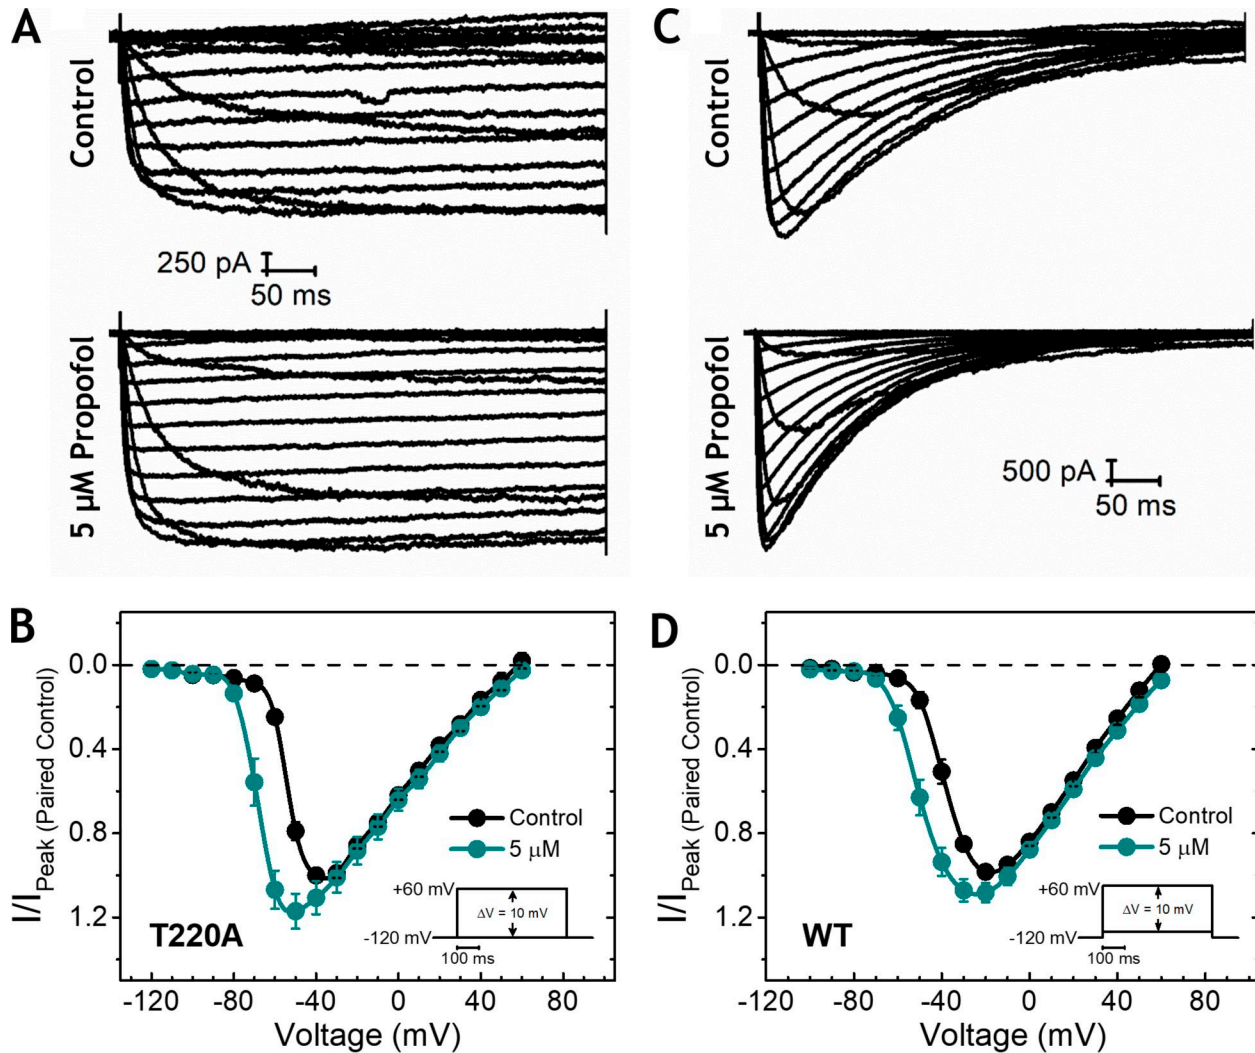 A
Control
250 pA
50 ms
5 µM Propofol
C
Control
5 µM Propofol
500 pA
50 ms
B
I/I Peak (Paired Control)
0.0
0.4
0.8
1.2
Control
5 µM
+60 mV
ΔV = 10 mV
-120 mV
100 ms
T220A
-120 -80 -40 0 40 80
Voltage (mV)
D
I/I Peak (Paired Control)
0.0
0.4
0.8
1.2
Control
5 µM
+60 mV
ΔV = 10 mV
-120 mV
100 ms
WT
-120 -80 -40 0 40 80
Voltage (mV)